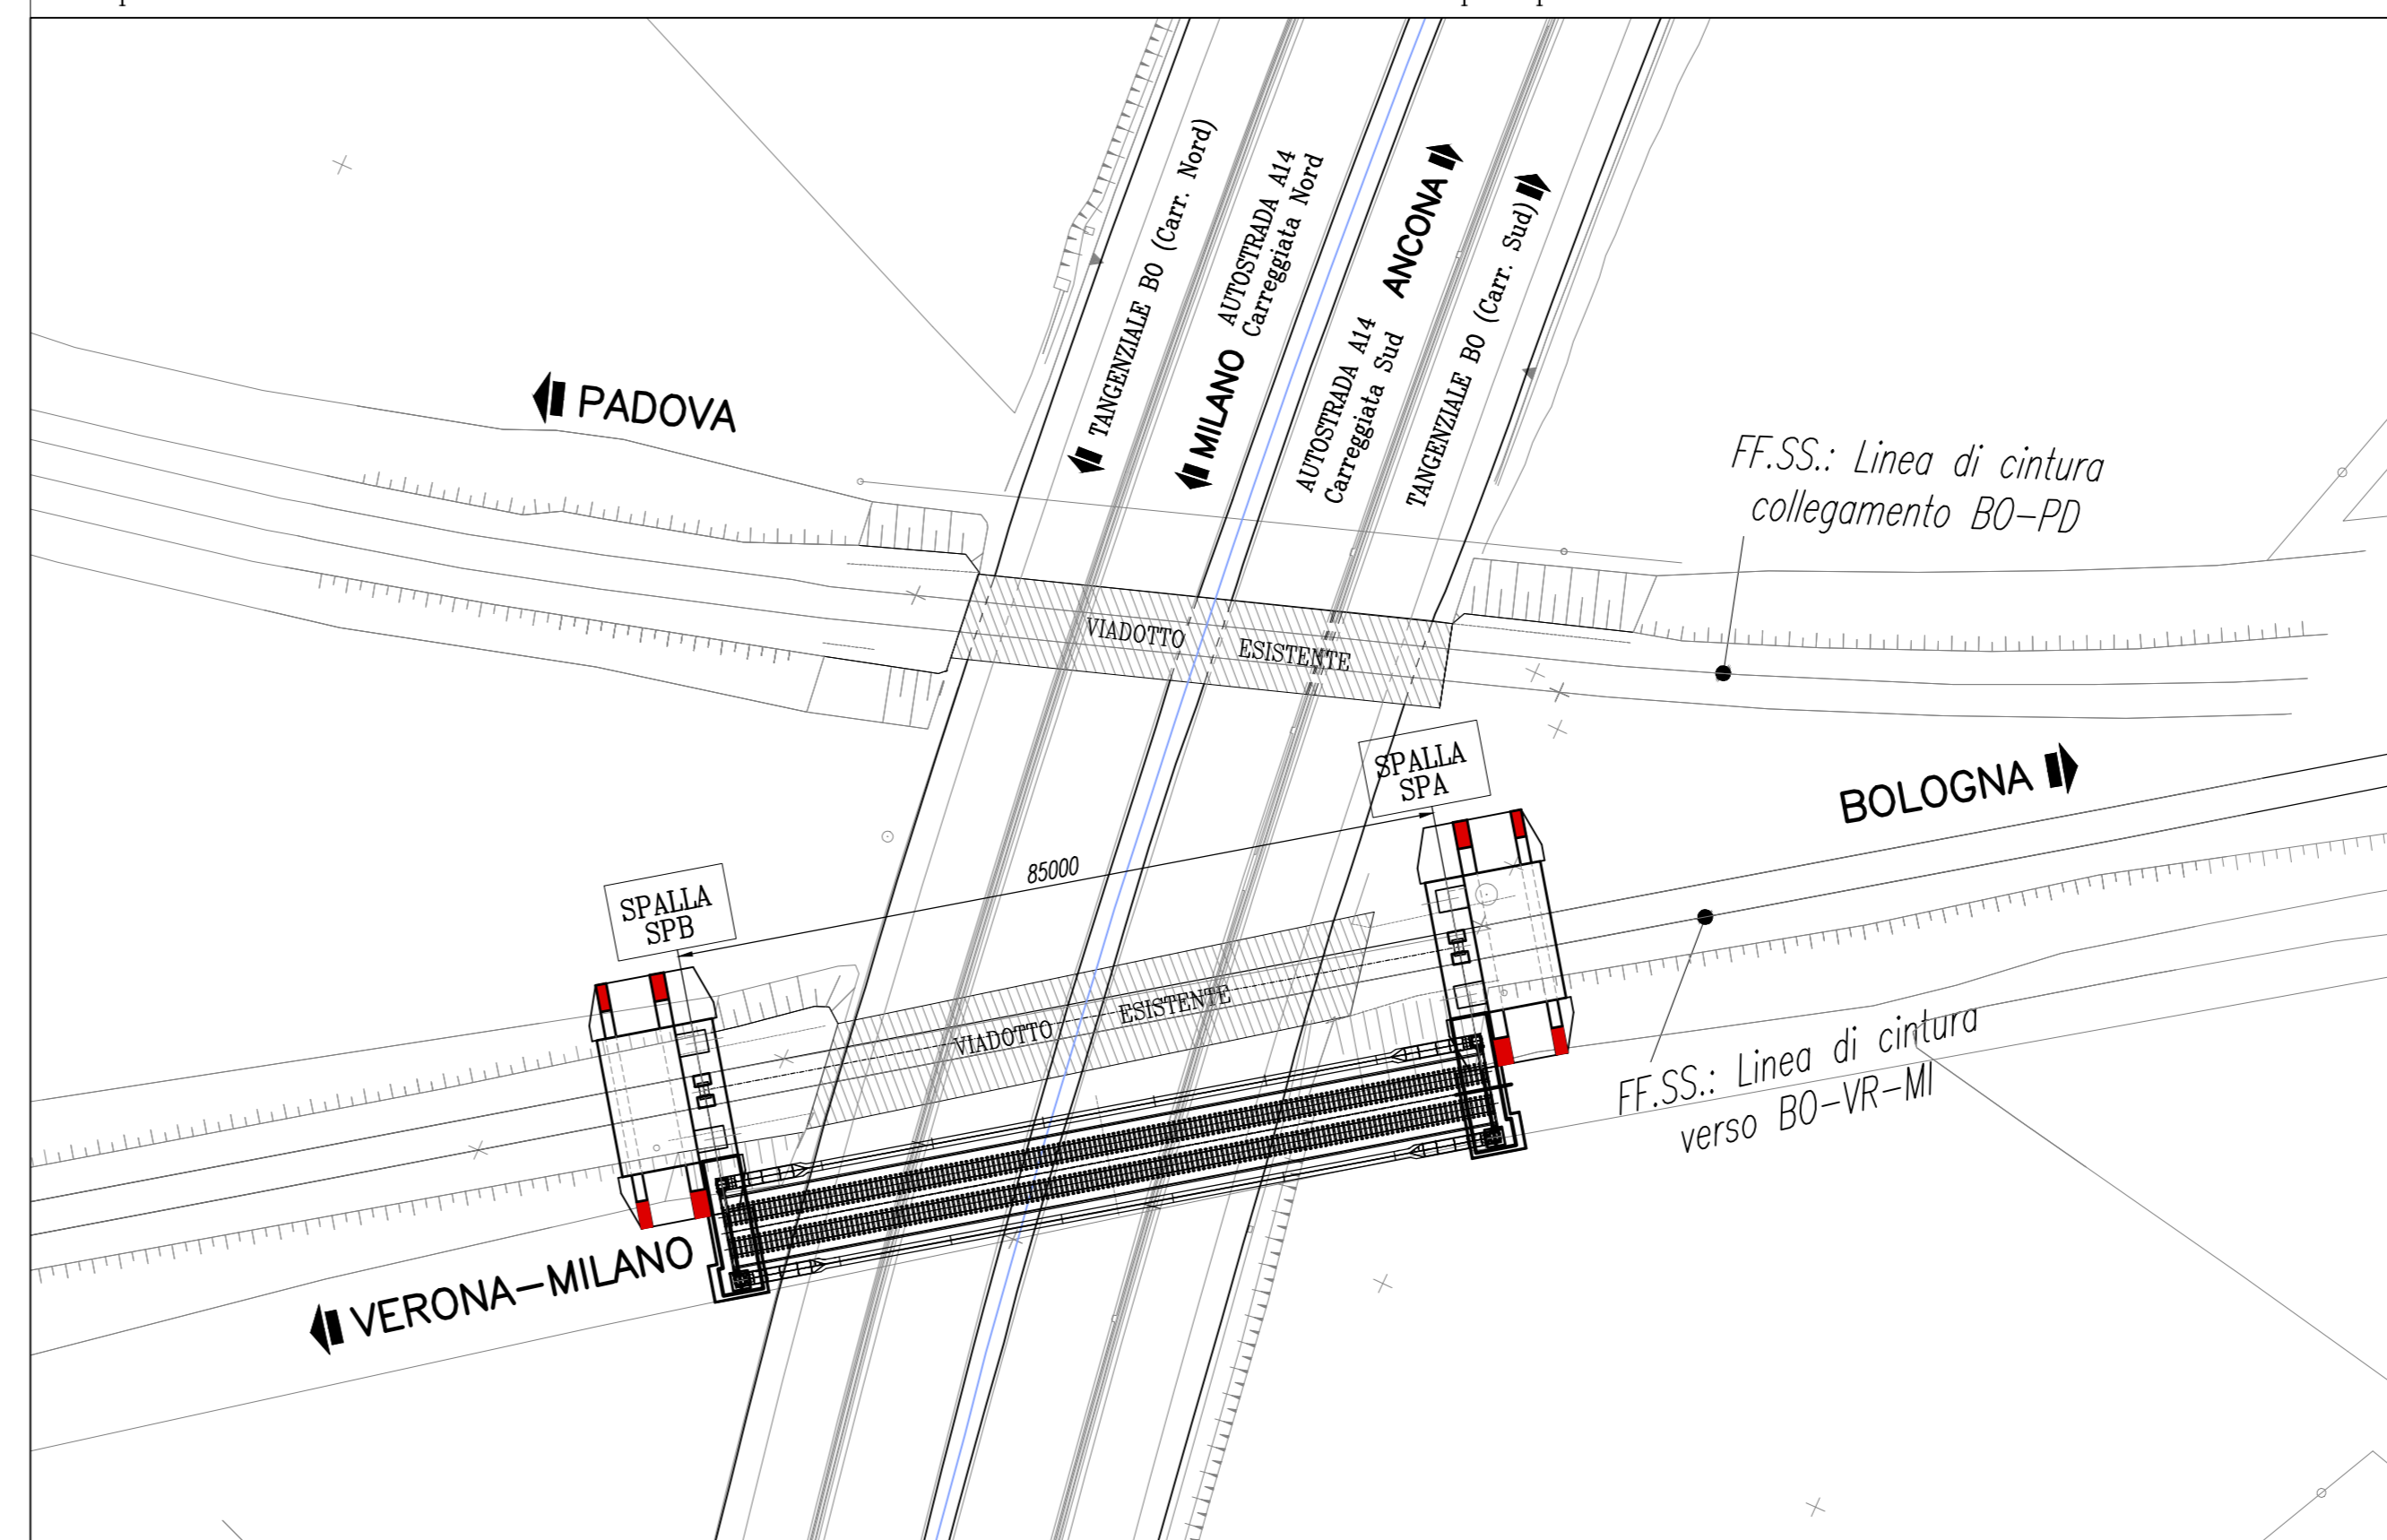 TANGENZIALE BO (Carr. Nord)
MILANO
AUTOSTRADA A14
Carreggiata Nord
AUTOSTRADA A14
Carreggiata Sud
ANCONA
TANGENZIALE BO (Carr. Sud)
PADOVA
FF.SS.: Linea di cintura
collegamento BO-PD
VIADOTTO ESISTENTE
SPALLA
SPA
BOLOGNA
85000
SPALLA
SPB
VIADOTTO ESISTENTE
FF.SS.: Linea di cintura
verso BO-VR-MI
VERONA-MILANO